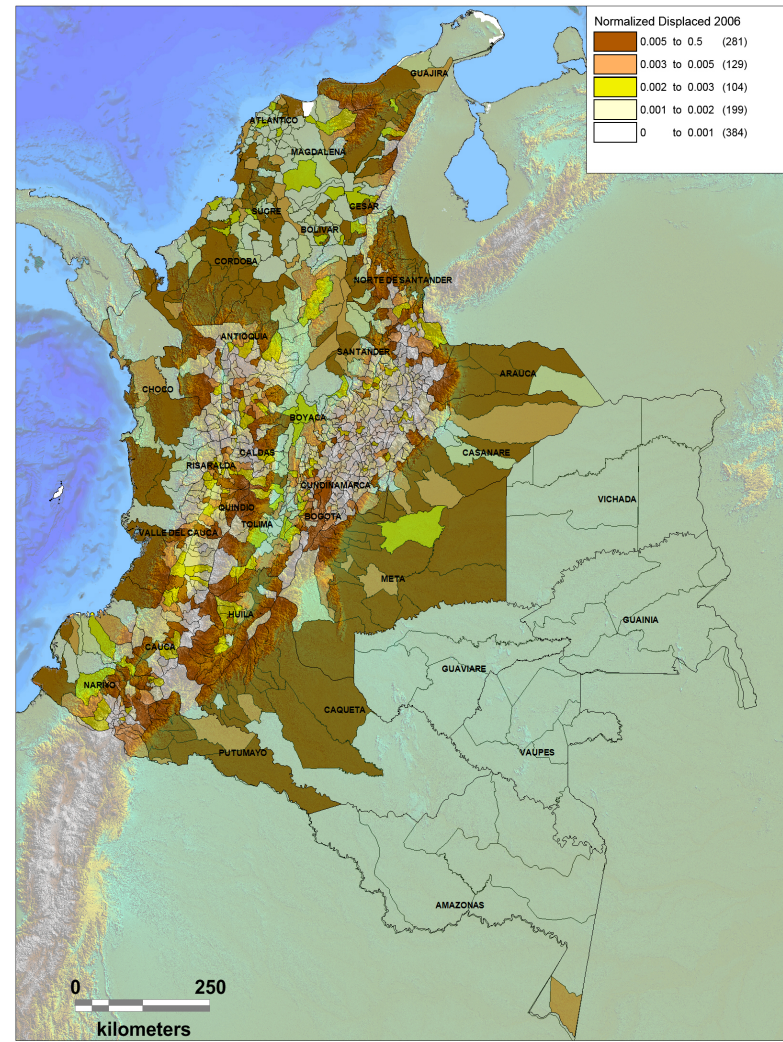 Normalized Displaced 2006
0.005 to 0.5 (281)
0.003 to 0.005 (129)
0.002 to 0.003 (104)
0.001 to 0.002 (199)
0 to 0.001 (384)
GUAJIRA
ATLANTICO
MAGDALENA
CESAR
SUCRE
BOLIVAR
CORDOBA
NORTE DE SANTANDER
ANTIOQUIA
SANTANDER
ARAUCA
CHOCO
BOYACA
CALDAS
CASANARE
RISARALDA
CUNDINAMARCA
VICHADA
QUINDIO
BOGOTA
TOLIMA
VALLE DEL CAUCA
META
HUILA
GUAINIA
CAUCA
GUAVIARE
NARIÑO
CAQUETA
PUTUMAYO
VAUPES
AMAZONAS
0 250
kilometers